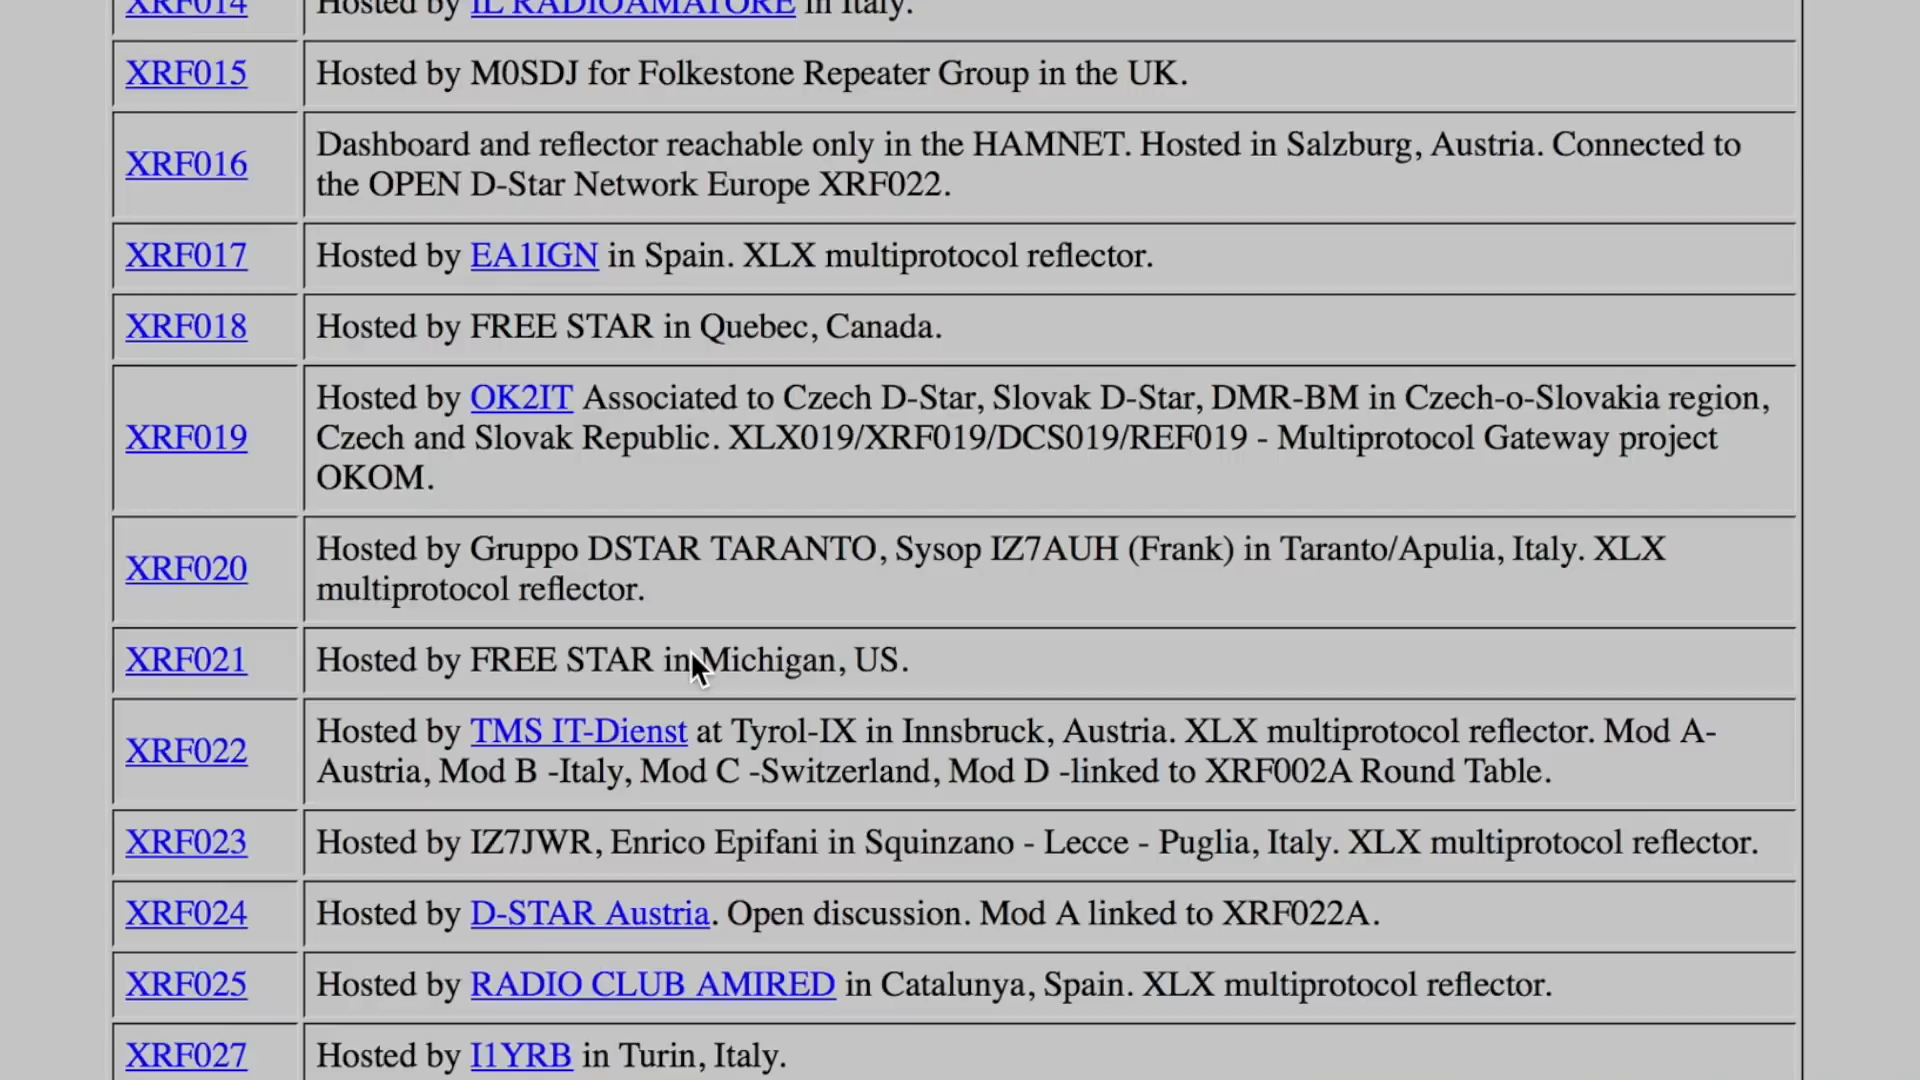 XRF014 Hosted by IL RADIOAMATORE in Italy.
XRF015 Hosted by M0SDJ for Folkestone Repeater Group in the UK.
XRF016 Dashboard and reflector reachable only in the HAMNET. Hosted in Salzburg, Austria. Connected to
the OPEN D-Star Network Europe XRF022.
XRF017 Hosted by EA1IGN in Spain. XLX multiprotocol reflector.
XRF018 Hosted by FREE STAR in Quebec, Canada.
XRF019 Hosted by OK2IT Associated to Czech D-Star, Slovak D-Star, DMR-BM in Czech-o-Slovakia region,
Czech and Slovak Republic. XLX019/XRF019/DCS019/REF019 - Multiprotocol Gateway project
OKOM.
XRF020 Hosted by Gruppo DSTAR TARANTO, Sysop IZ7AUH (Frank) in Taranto/Apulia, Italy. XLX
multiprotocol reflector.
XRF021 Hosted by FREE STAR in Michigan, US.
XRF022 Hosted by TMS IT-Dienst at Tyrol-IX in Innsbruck, Austria. XLX multiprotocol reflector. Mod A-
Austria, Mod B -Italy, Mod C -Switzerland, Mod D -linked to XRF002A Round Table.
XRF023 Hosted by IZ7JWR, Enrico Epifani in Squinzano - Lecce - Puglia, Italy. XLX multiprotocol reflector.
XRF024 Hosted by D-STAR Austria. Open discussion. Mod A linked to XRF022A.
XRF025 Hosted by RADIO CLUB AMIRED in Catalunya, Spain. XLX multiprotocol reflector.
XRF027 Hosted by I1YRB in Turin, Italy.